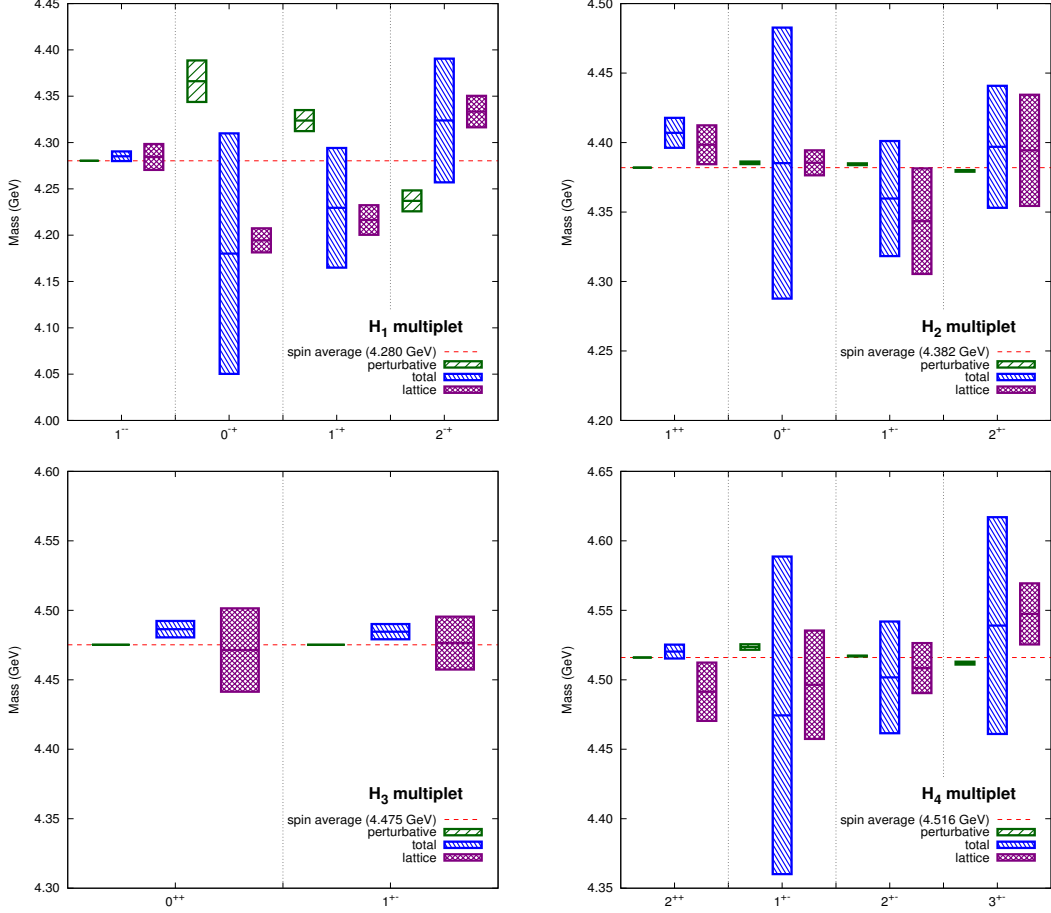 4.45
4.40
4.35
4.30
4.25
4.20
4.15
4.10
4.05
4.00
Mass (GeV)
1--
0-+
1-+
2-+
H1 multiplet
spin average (4.280 GeV)
perturbative
total
lattice
4.50
4.45
4.40
4.35
4.30
4.25
4.20
Mass (GeV)
1++
0+-
1+-
2+-
H2 multiplet
spin average (4.382 GeV)
perturbative
total
lattice
4.60
4.55
4.50
4.45
4.40
4.35
4.30
Mass (GeV)
0++
1+-
H3 multiplet
spin average (4.475 GeV)
perturbative
total
lattice
4.65
4.60
4.55
4.50
4.45
4.40
4.35
Mass (GeV)
2++
1+-
2+-
3+-
H4 multiplet
spin average (4.516 GeV)
perturbative
total
lattice